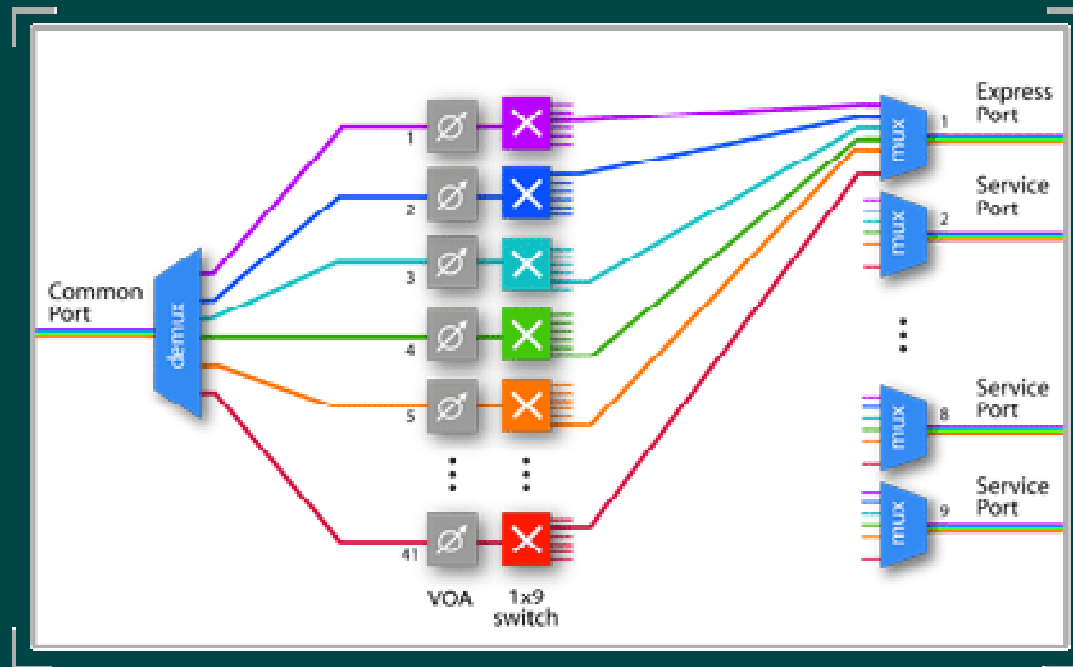 Common
Port
demux
1
2
3
4
5
41
VOA
1x9
switch
mux
1
Express
Port
mux
2
Service
Port
mux
8
Service
Port
mux
9
Service
Port